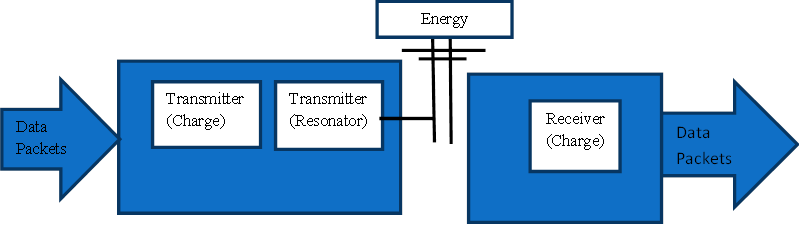 Energy
Data
Packets
Transmitter
(Charge)
Transmitter
(Resonator)
Receiver
(Charge)
Data
Packets